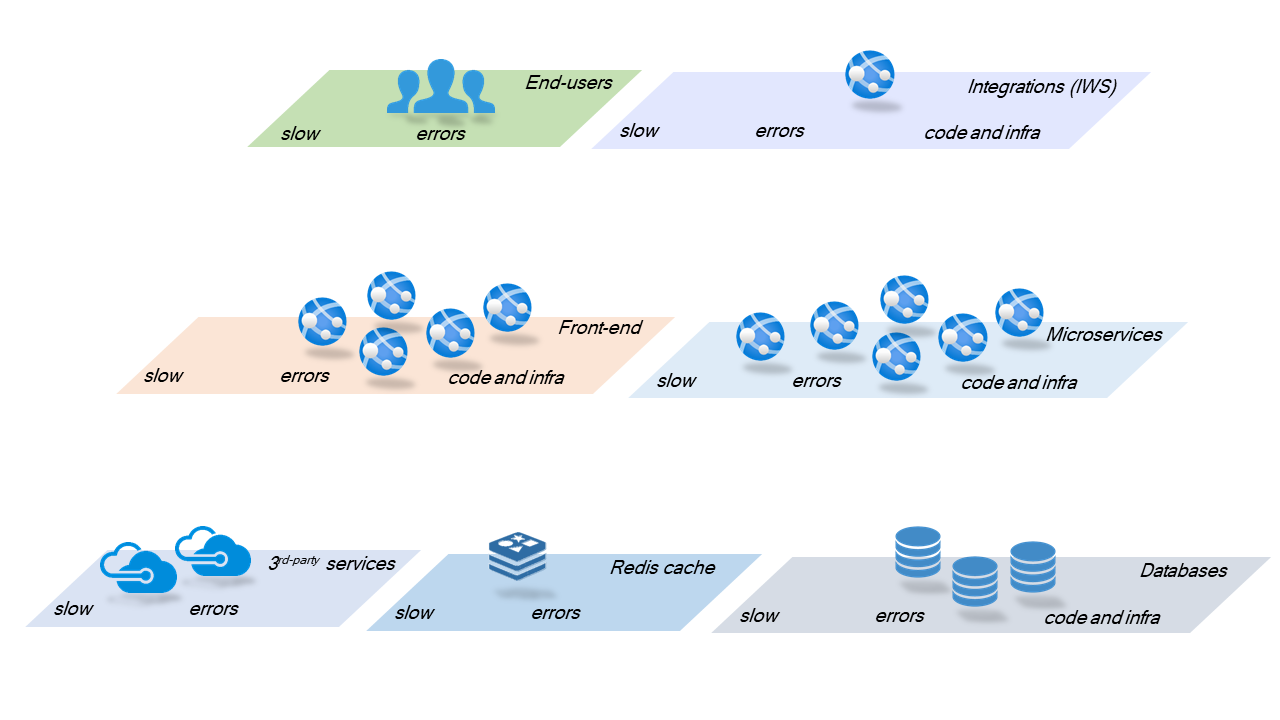 End-users
slow
errors
Integrations (IWS)
slow
errors
code and infra
Front-end
slow
errors
code and infra
Microservices
slow
errors
code and infra
3rd-party services
slow
errors
Redis cache
slow
errors
Databases
slow
errors
code and infra